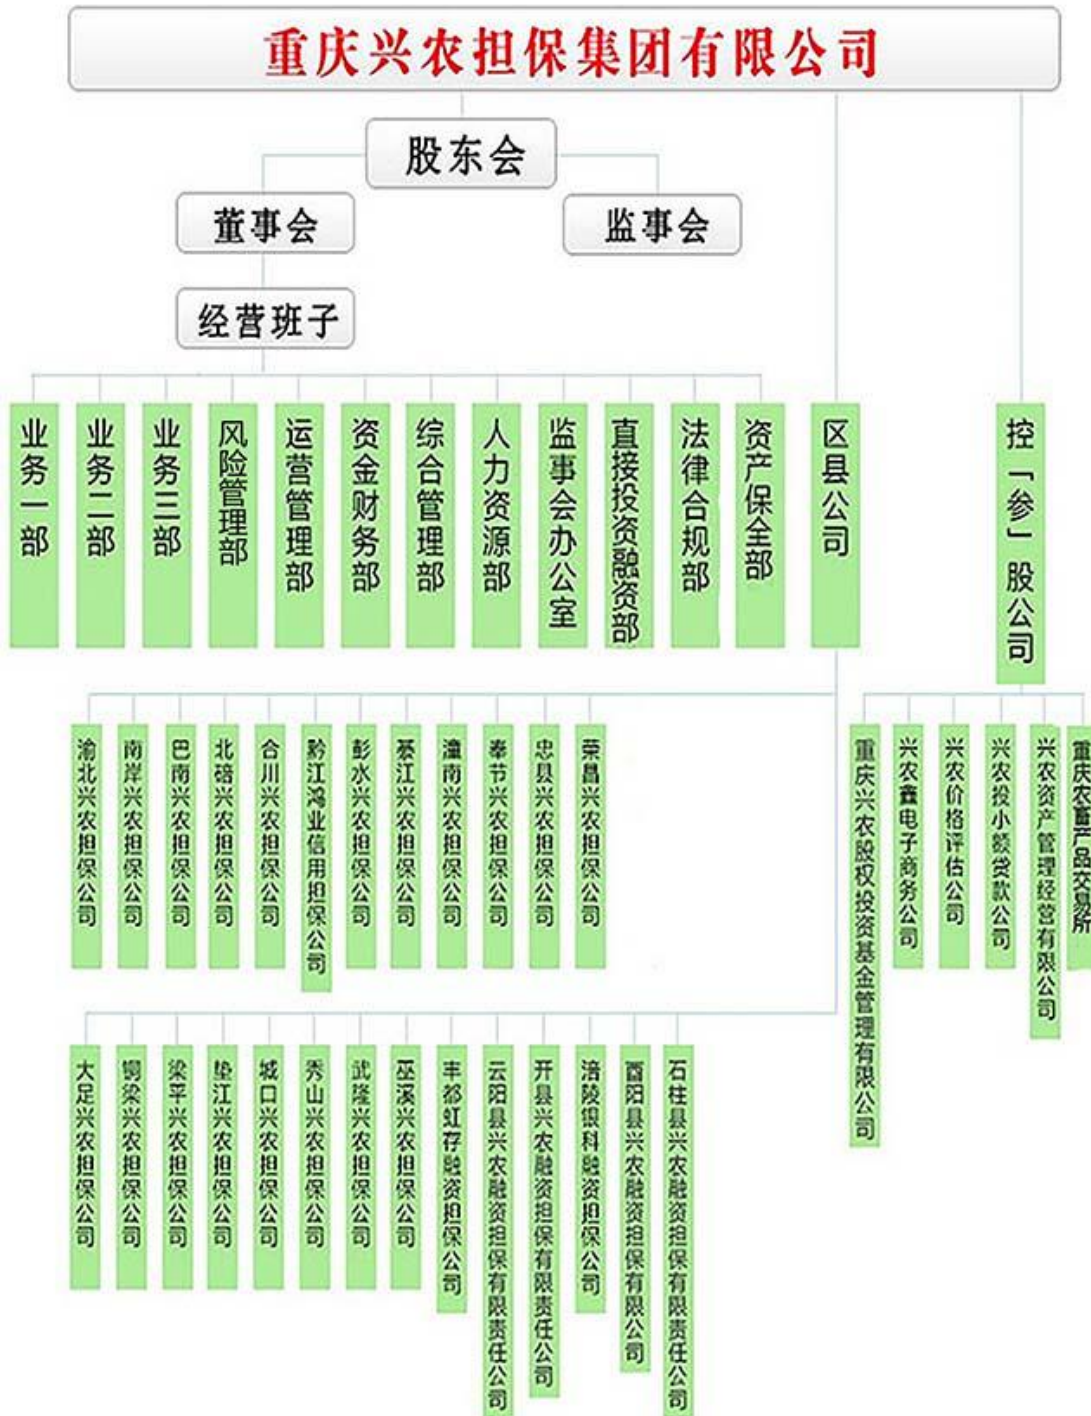 重庆兴农担保集团有限公司
股东会
董事会
监事会
经营班子
业务一部
业务二部
业务三部
风险管理部
运营管理部
资金财务部
综合管理部
人力资源部
监事会办公室
直接投资融资部
法律合规部
资产保全部
区县公司
控「参」股公司
渝北兴农担保公司
南岸兴农担保公司
巴南兴农担保公司
北碚兴农担保公司
合川兴农担保公司
黔江鸿业信用担保公司
彭水兴农担保公司
綦江兴农担保公司
潼南兴农担保公司
奉节兴农担保公司
忠县兴农担保公司
荣昌兴农担保公司
重庆兴农股权投资基金管理有限公司
兴农鑫电子商务公司
兴农价格评估公司
兴农投小额贷款公司
兴农资产管理经营有限公司
重庆农畜产品交易所
大足兴农担保公司
铜梁兴农担保公司
梁平兴农担保公司
垫江兴农担保公司
城口兴农担保公司
秀山兴农担保公司
武隆兴农担保公司
巫溪兴农担保公司
丰都虹存融资担保公司
云阳县兴农融资担保有限责任公司
开县兴农融资担保有限责任公司
涪陵银科融资担保公司
酉阳县兴农融资担保有限公司
石柱县兴农融资担保有限责任公司